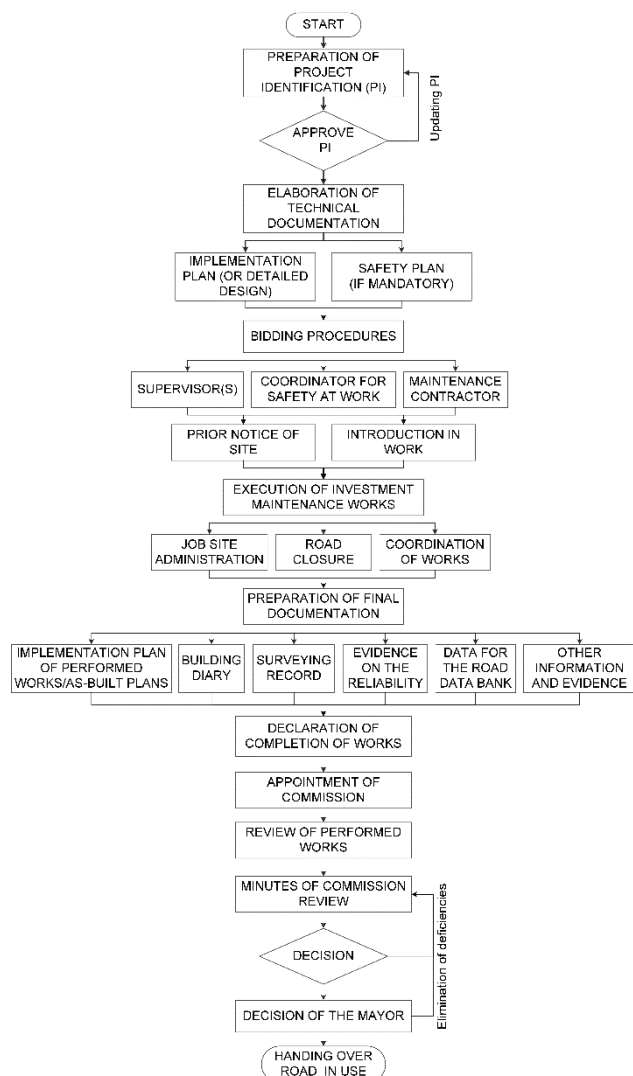 START
PREPARATION OF
PROJECT
IDENTIFICATION (PI)
Updating PI
APPROVE
PI
ELABORATION OF
TECHNICAL
DOCUMENTATION
IMPLEMENTATION
PLAN (OR DETAILED
DESIGN)
SAFETY PLAN
(IF MANDATORY)
BIDDING PROCEDURES
SUPERVISOR(S)
COORDINATOR FOR
SAFETY AT WORK
MAINTENANCE
CONTRACTOR
PRIOR NOTICE OF
SITE
INTRODUCTION IN
WORK
EXECUTION OF INVESTMENT
MAINTENANCE WORKS
JOB SITE
ADMINISTRATION
ROAD
CLOSURE
COORDINATION
OF WORKS
PREPARATION OF FINAL
DOCUMENTATION
IMPLEMENTATION PLAN
OF PERFORMED
WORKS/AS-BUILT PLANS
BUILDING
DIARY
SURVEYING
RECORD
EVIDENCE
ON THE
RELIABILITY
DATA FOR
THE ROAD
DATA BANK
OTHER
INFORMATION
AND EVIDENCE
DECLARATION OF
COMPLETION OF WORKS
APPOINTMENT OF
COMMISSION
REVIEW OF PERFORMED
WORKS
MINUTES OF COMMISSION
REVIEW
DECISION
Elimination of deficiencies
DECISION OF THE MAYOR
HANDING OVER
ROAD IN USE